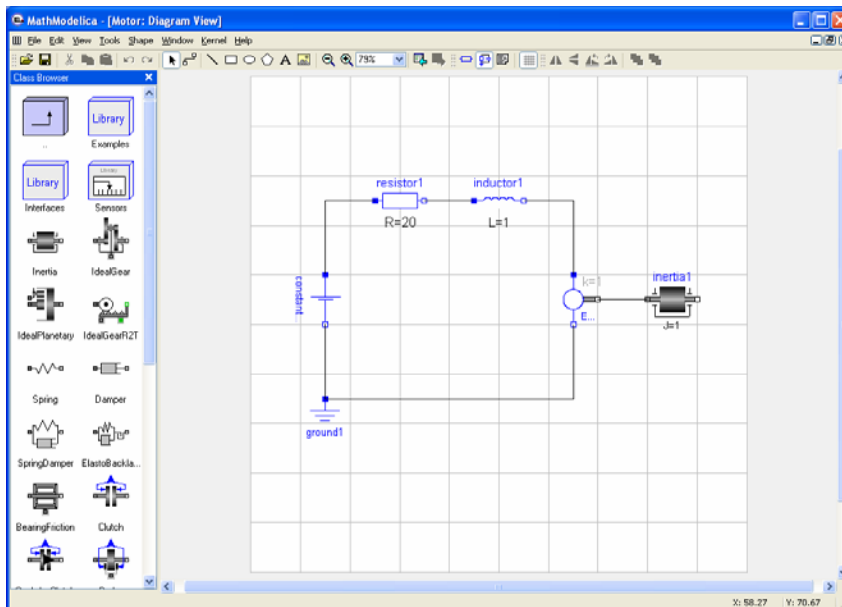 MathModelica - [Motor: Diagram View]
File Edit View Tools Shape Window Kernel Help
79%
Class Browser
Library
..
Examples
Library
Library
Interfaces
Sensors
Inertia
IdealGear
IdealPlanetary
IdealGearR2T
Spring
Damper
SpringDamper
ElastoBackla...
BearingFriction
Clutch
resistor1
inductor1
R=20
L=1
constant
k=1
inertia1
E...
J=1
ground1
X: 58.27 Y: 70.67